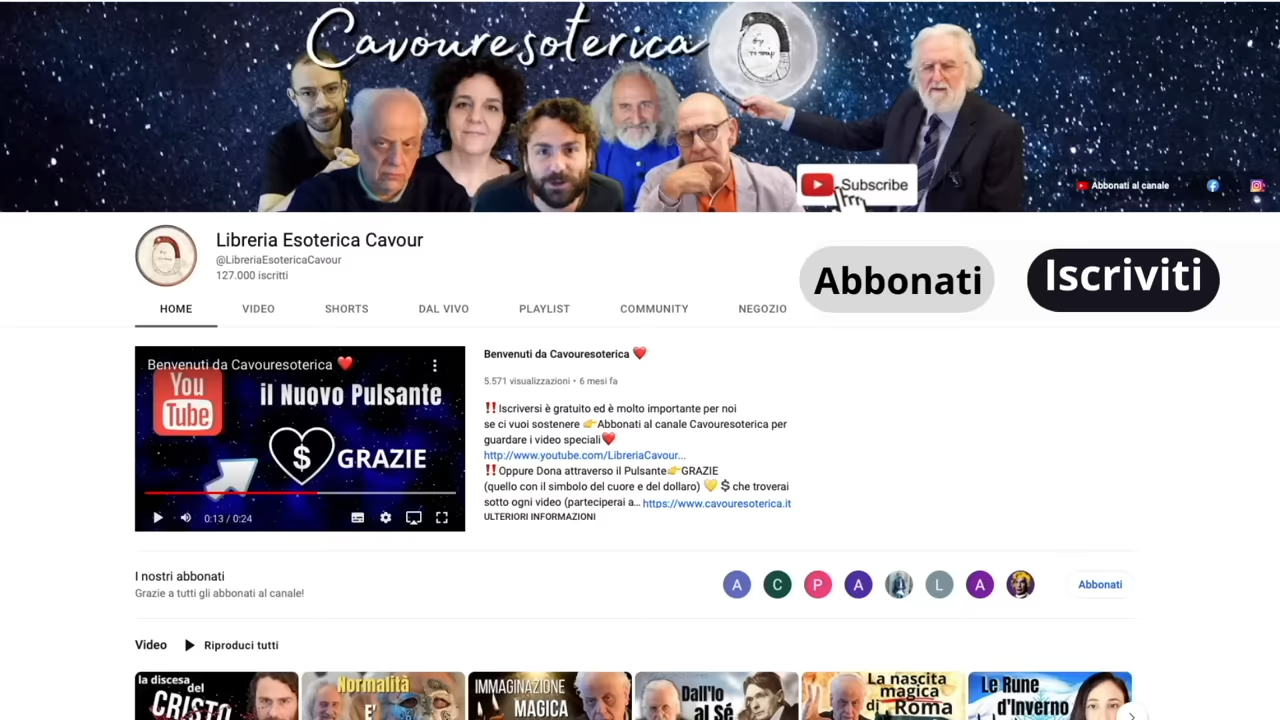 Cavouresoterica
Subscribe
Abbonati al canale
Libreria Esoterica Cavour
@LibreriaEsotericaCavour
127.000 iscritti
Abbonati
Iscriviti
HOME
VIDEO
SHORTS
DAL VIVO
PLAYLIST
COMMUNITY
NEGOZIO
Benvenuti da Cavouresoterica ❤️
You
Tube
il Nuovo Pulsante
$
GRAZIE
0:13 / 0:24
Benvenuti da Cavouresoterica ❤️
5.571 visualizzazioni • 6 mesi fa
‼️Iscriversi è gratuito ed è molto importante per noi
se ci vuoi sostenere 👉Abbonati al canale Cavouresoterica per
guardare i video speciali❤️
http://www.youtube.com/LibreriaCavour...
‼️Oppure Dona attraverso il Pulsante👉GRAZIE
(quello con il simbolo del cuore e del dollaro) 💛 $ che troverai
sotto ogni video (parteciperai a... https://www.cavouresoterica.it
ULTERIORI INFORMAZIONI
I nostri abbonati
Grazie a tutti gli abbonati al canale!
A
C
P
A
L
A
Abbonati
Video
Riproduci tutti
la discesa
del
CRISTO
Normalità
E'
IMMAGINAZIONE
MAGICA
Dall'Io
al Sé
La nascita
magica
di Roma
Le Rune
d'Inverno